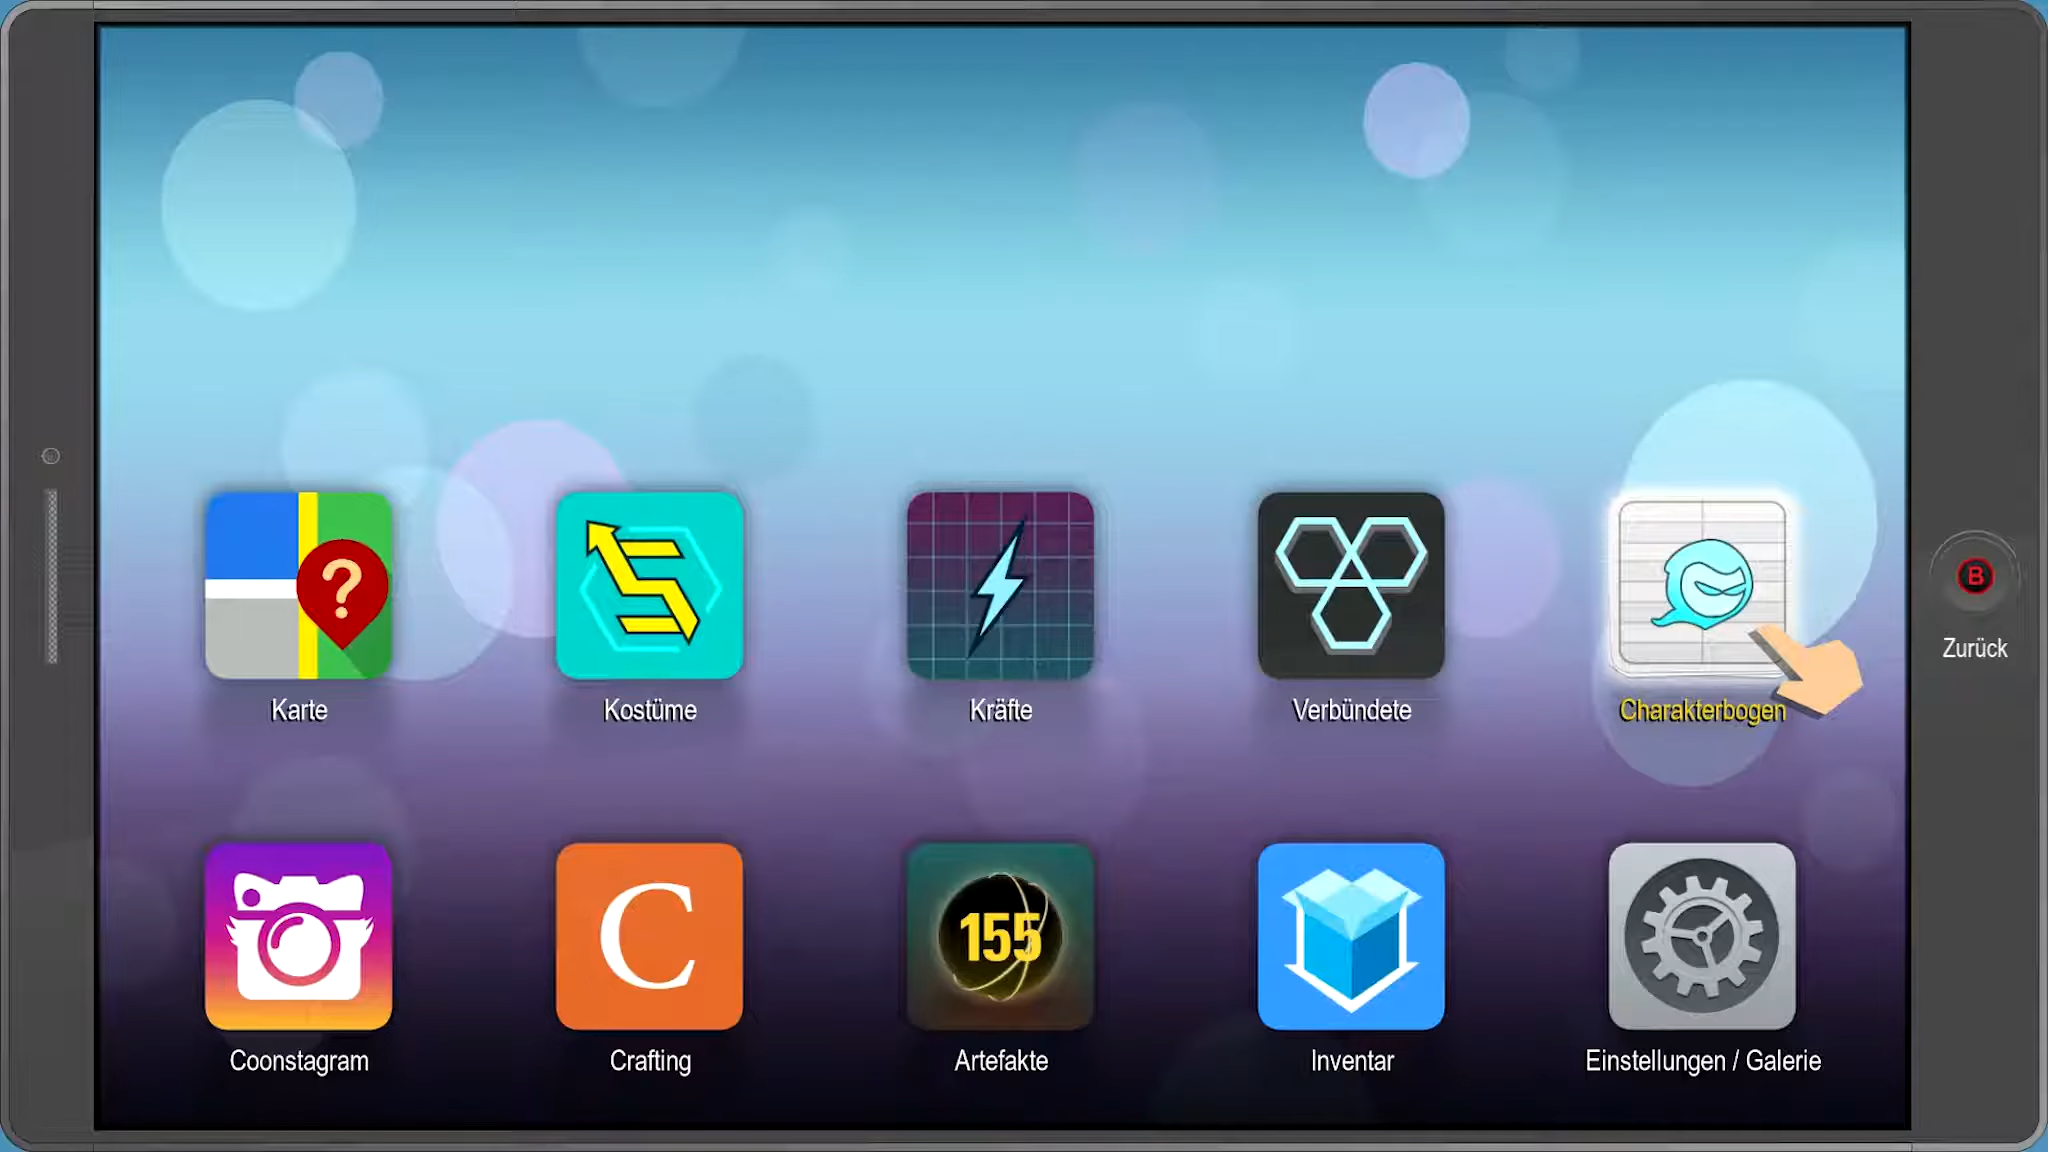 ?
Karte
Kostüme
Kräfte
Verbündete
Charakterbogen
B
Zurück
C
155
Coonstagram
Crafting
Artefakte
Inventar
Einstellungen / Galerie